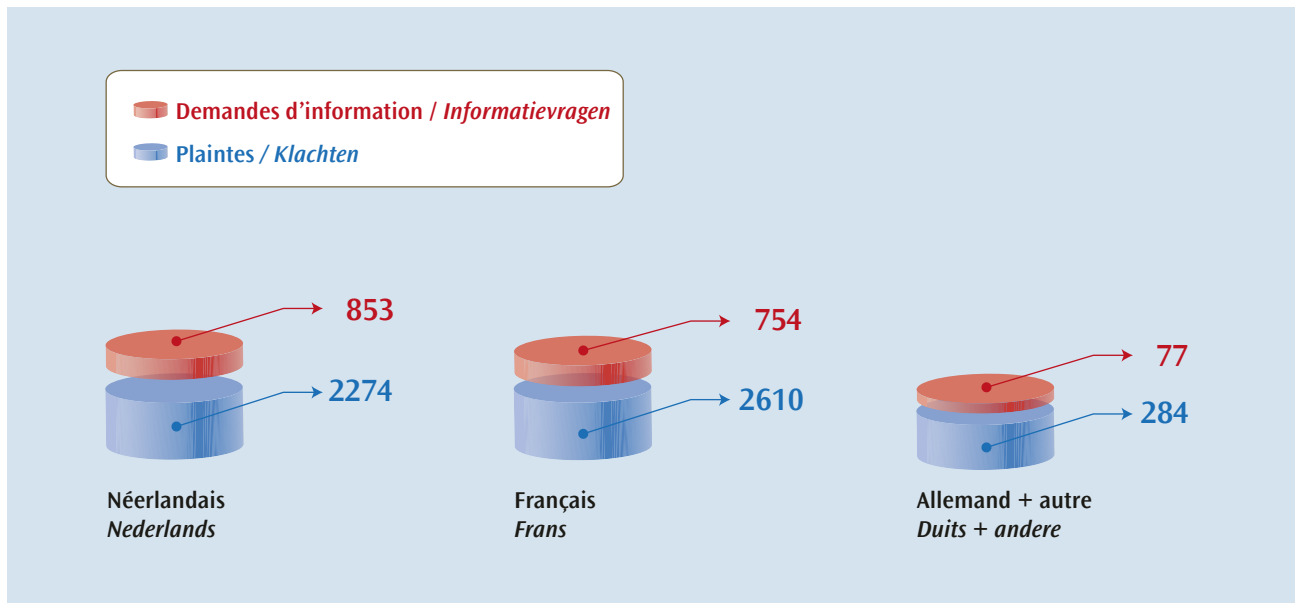 Demandes d'information / Informatievragen
Plaintes / Klachten
853
2274
Néerlandais
Nederlands
754
2610
Français
Frans
77
284
Allemand + autre
Duits + andere